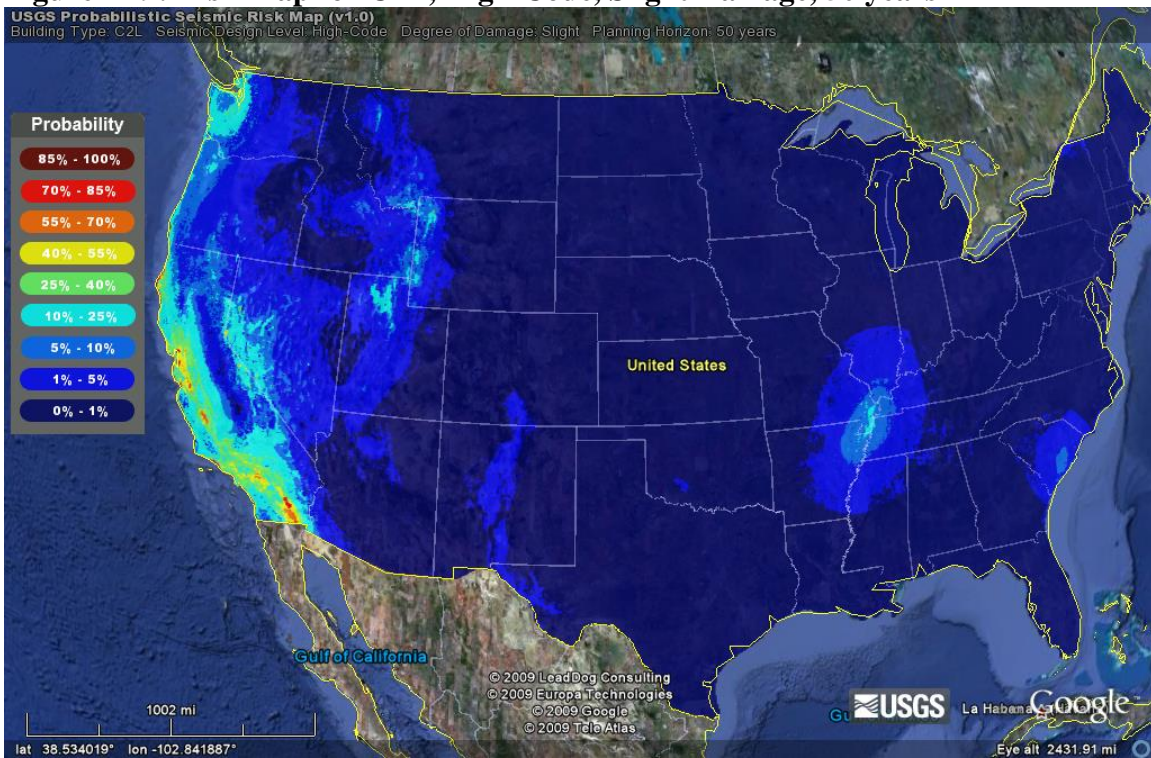 USGS Probabilistic Seismic Risk Map (v1.0)
Building Type: C2L Seismic Design Level: High-Code Degree of Damage: Slight Planning Horizon: 50 years
Probability
85% - 100%
70% - 85%
55% - 70%
40% - 55%
25% - 40%
10% - 25%
5% - 10%
1% - 5%
0% - 1%
United States
Gulf of California
© 2009 LeadDog Consulting
© 2009 Europa Technologies
© 2009 Google
© 2009 Tele Atlas
1002 mi
USGS
La Habana
Google
lat 38.534019° lon -102.841887°
Eye alt 2431.91 mi